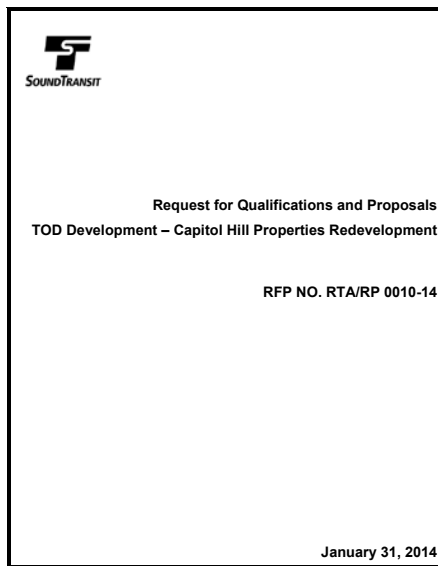 SOUNDTRANSIT
Request for Qualifications and Proposals
TOD Development – Capitol Hill Properties Redevelopment
RFP NO. RTA/RP 0010-14
January 31, 2014